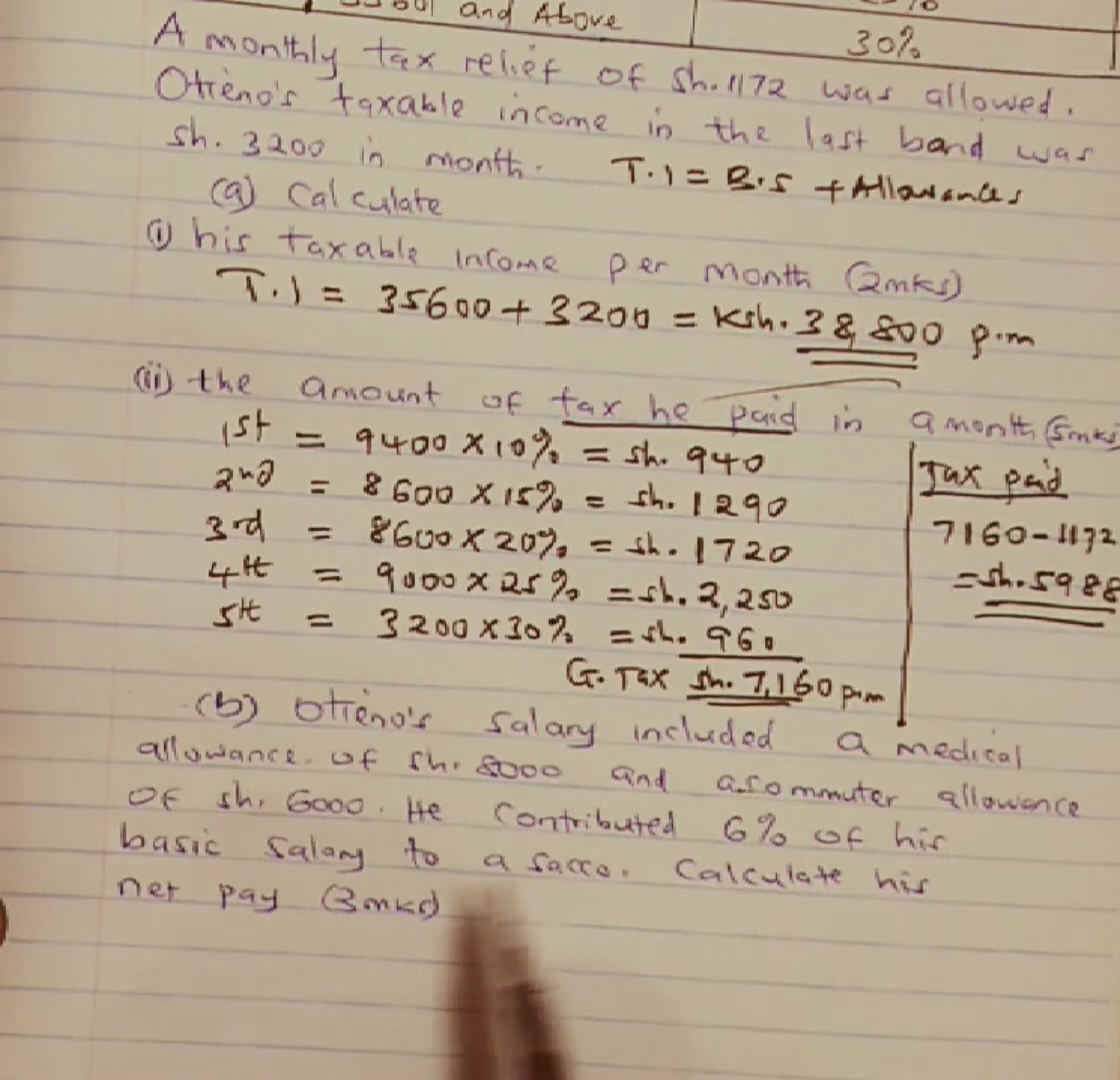 and Above
30%
A monthly tax relief of sh.1172 was allowed.
Otieno's taxable income in the last band was
sh. 3200 in month. T.I = B.S + Allowances
(a) Calculate
(i) his taxable income per month (2mks)
T.I = 35600 + 3200 = Ksh. 38,800 p.m
(ii) the amount of tax he paid in a month (5mks)
1st = 9400 × 10% = sh. 940
2nd = 8600 × 15% = sh. 1290
3rd = 8600 × 20% = sh. 1720
4th = 9000 × 25% = sh. 2,250
5th = 3200 × 30% = sh. 960
G. Tax sh. 7,160 p.m
Tax paid
7160 - 1172
= sh. 5988
(b) Otieno's salary included a medical
allowance of sh. 8000 and a commuter allowance
of sh. 6000. He contributed 6% of his
basic salary to a sacco. Calculate his
net pay (3mks)